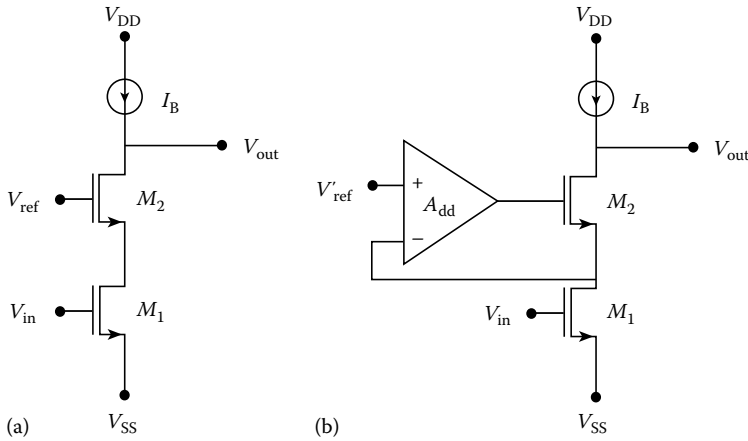 V_DD
I_B
V_out
V_ref
M_2
V_in
M_1
V_SS
(a)
V_DD
I_B
V_out
V'_ref
+
A_dd
−
M_2
V_in
M_1
V_SS
(b)